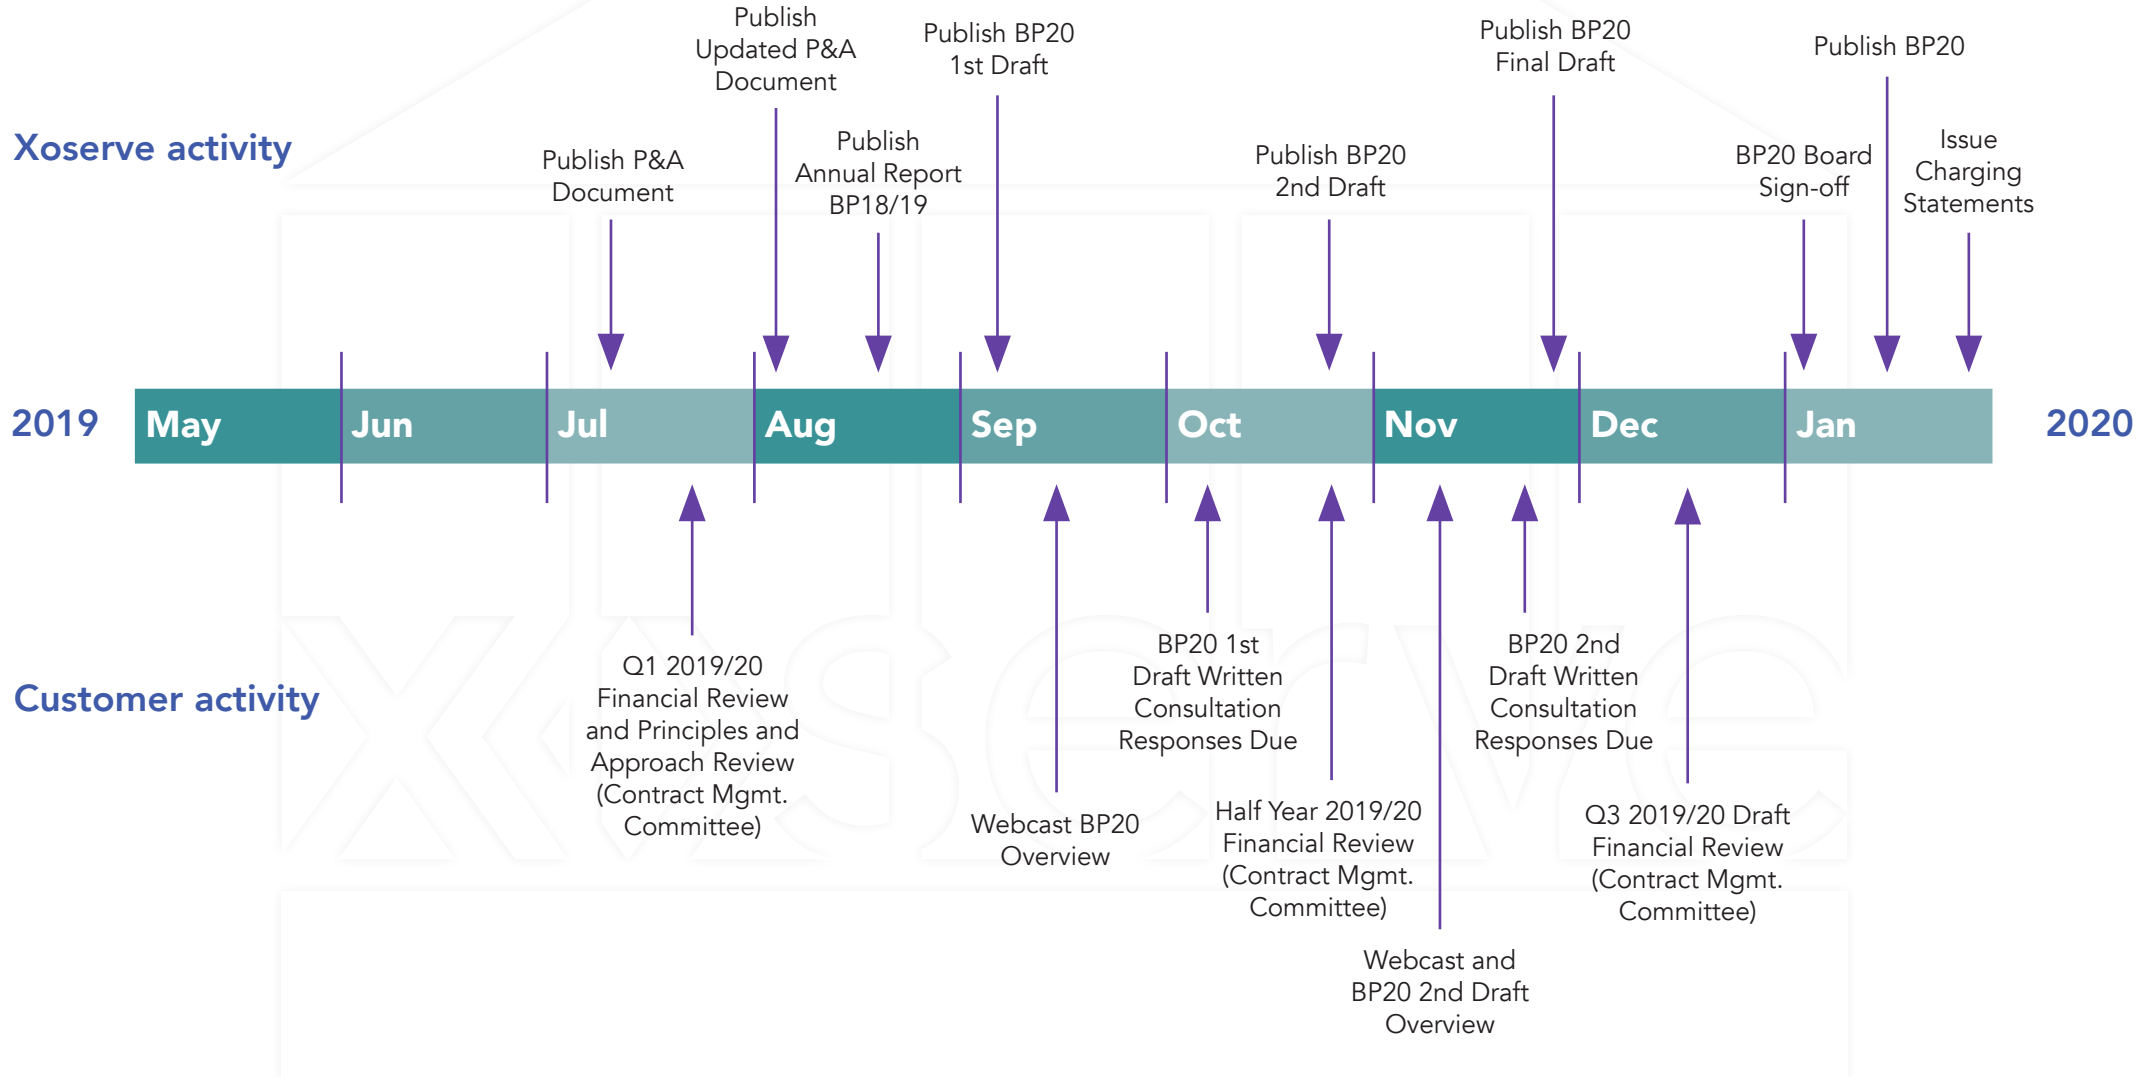 Publish
Updated P&A
Document
Publish BP20
1st Draft
Publish BP20
Final Draft
Publish BP20
Xoserve activity
Publish P&A
Document
Publish
Annual Report
BP18/19
Publish BP20
2nd Draft
BP20 Board
Sign-off
Issue
Charging
Statements
2019
May
Jun
Jul
Aug
Sep
Oct
Nov
Dec
Jan
2020
Customer activity
Q1 2019/20
Financial Review
and Principles and
Approach Review
(Contract Mgmt.
Committee)
Webcast BP20
Overview
BP20 1st
Draft Written
Consultation
Responses Due
Half Year 2019/20
Financial Review
(Contract Mgmt.
Committee)
Webcast and
BP20 2nd Draft
Overview
BP20 2nd
Draft Written
Consultation
Responses Due
Q3 2019/20 Draft
Financial Review
(Contract Mgmt.
Committee)
xoserve